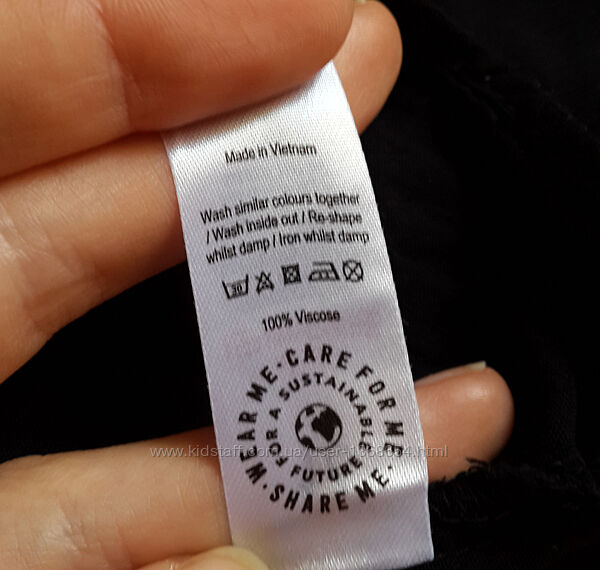 Made in Vietnam
Wash similar colours together
/ Wash inside out / Re-shape
whilst damp / Iron whilst damp
30
100% Viscose
WEAR ME · CARE FOR ME · SHARE ME ·
FOR A SUSTAINABLE FUTURE